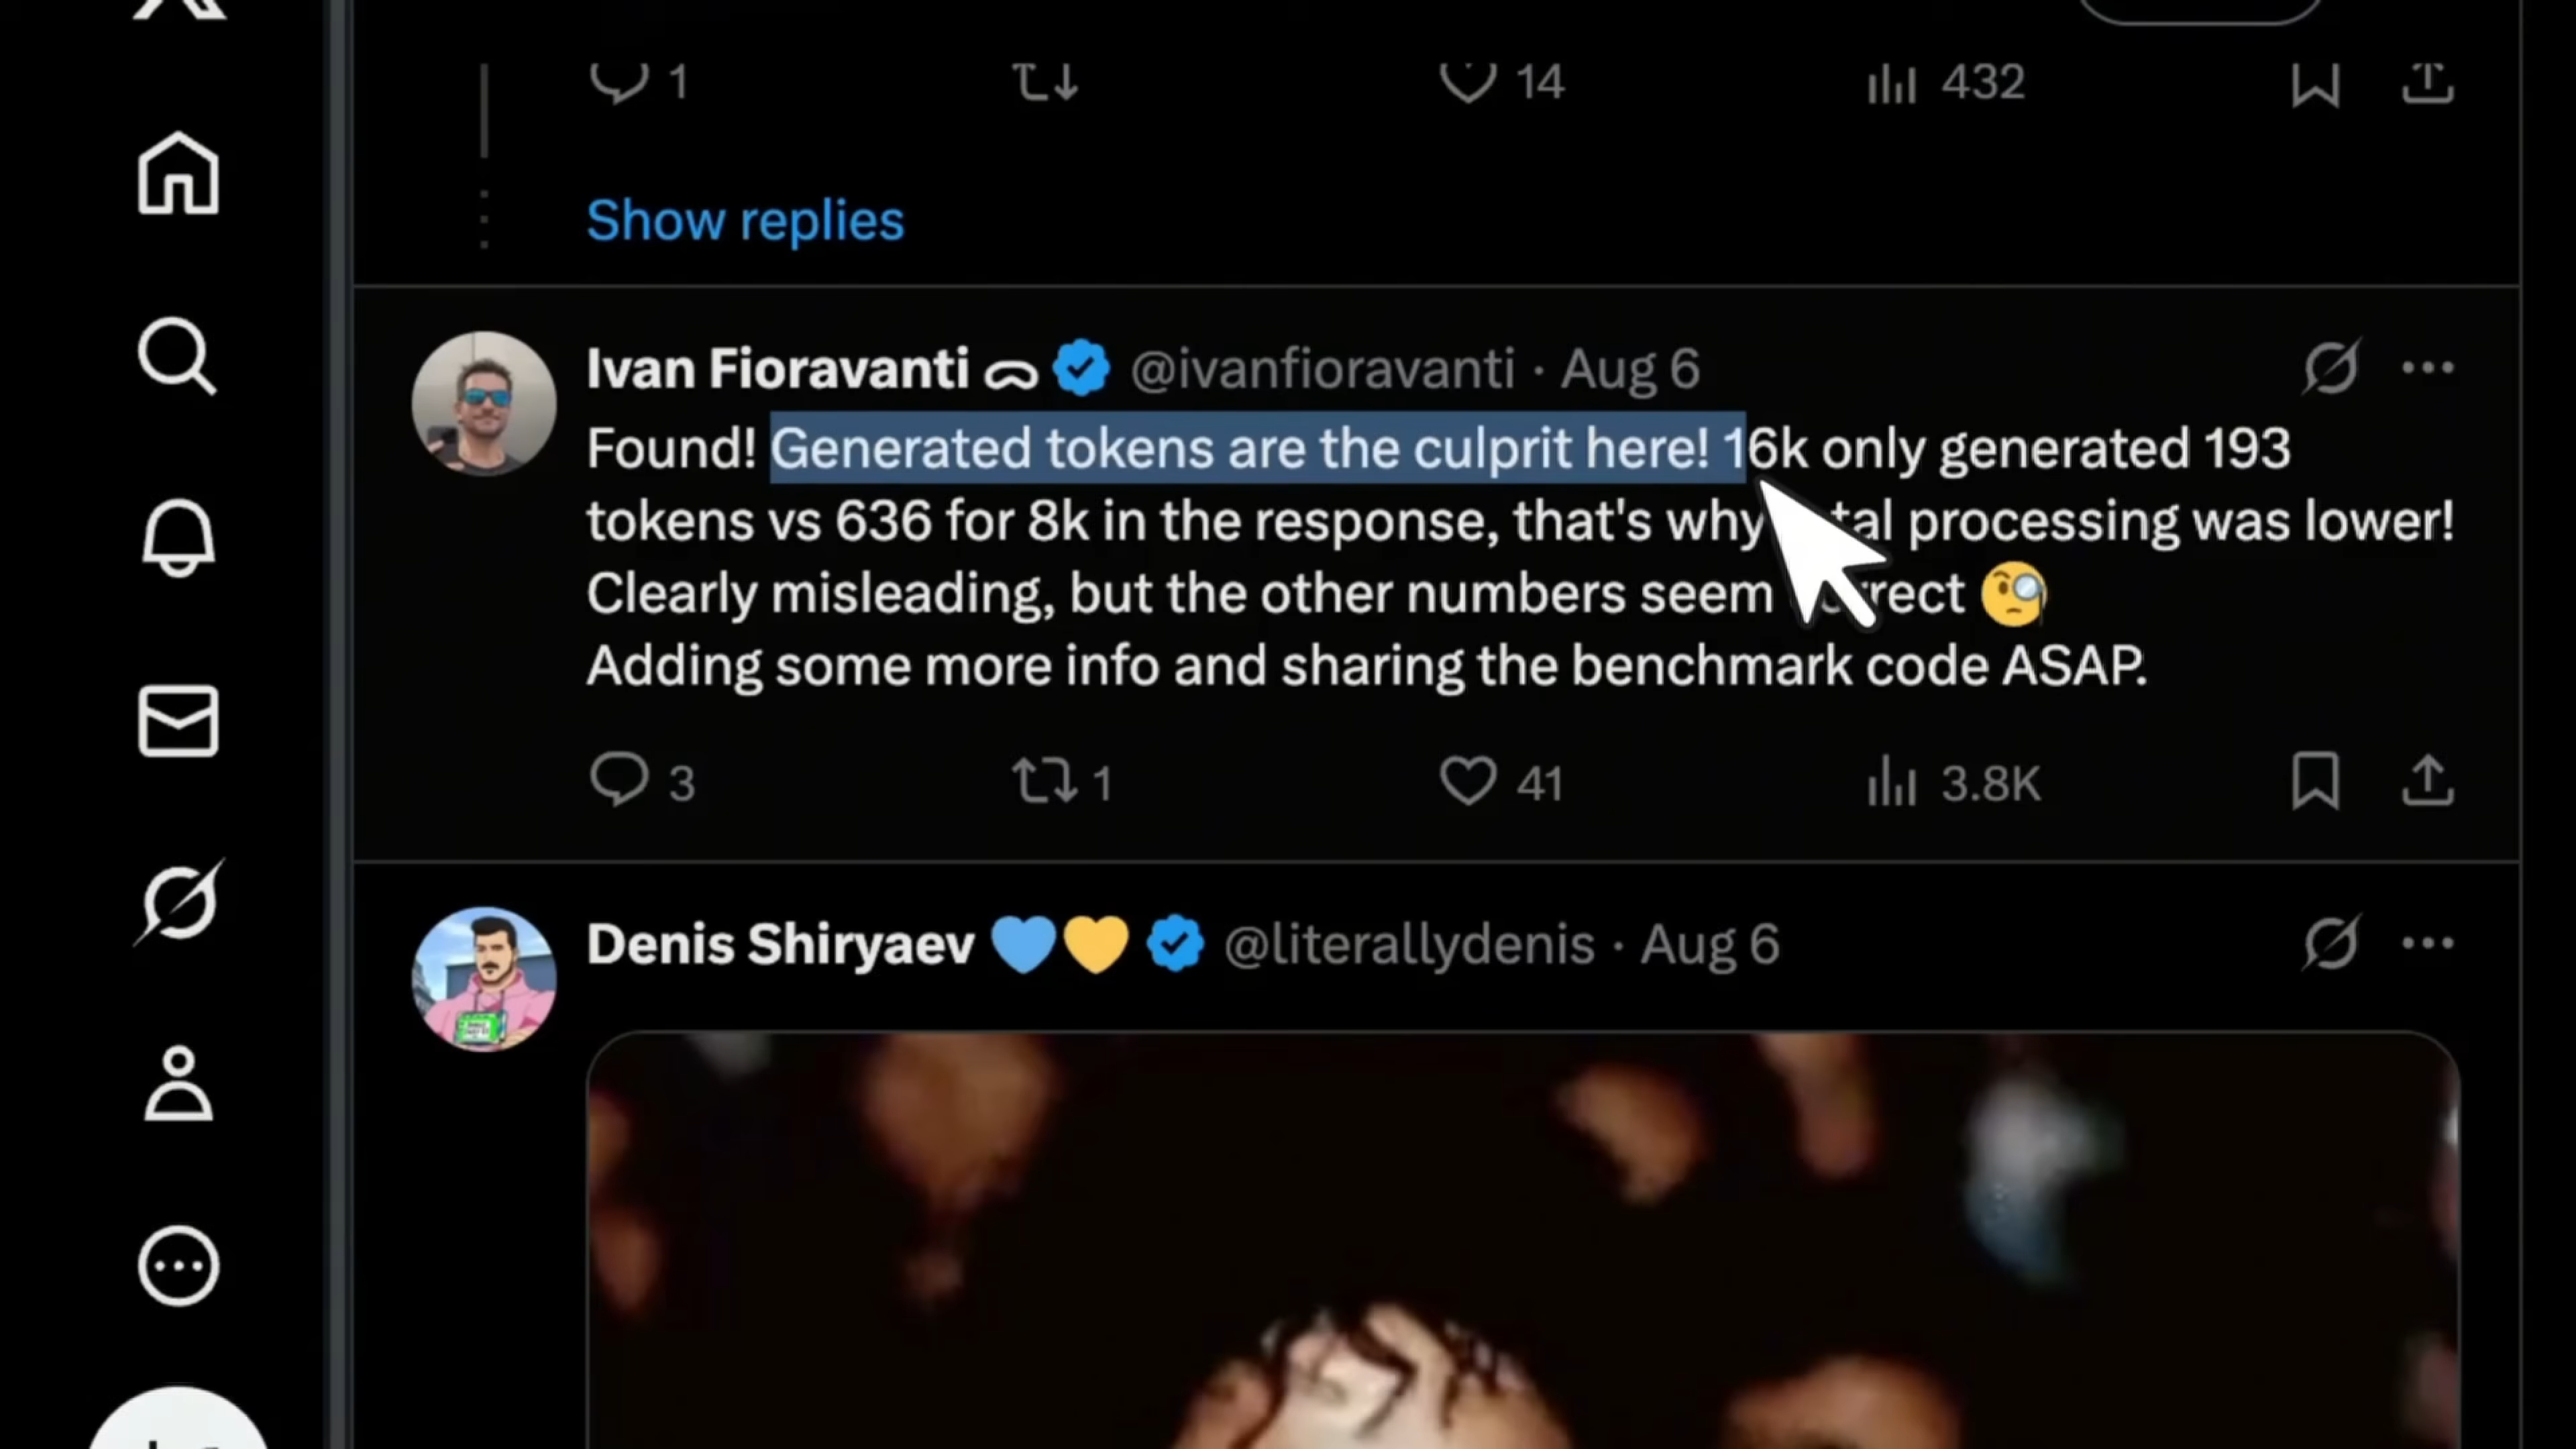 1 14 432
Show replies
Ivan Fioravanti @ivanfioravanti · Aug 6
Found! Generated tokens are the culprit here! 16k only generated 193
tokens vs 636 for 8k in the response, that's why processing was lower!
Clearly misleading, but the other numbers seem 🧐
Adding some more info and sharing the benchmark code ASAP.
3 1 41 3.8K
Denis Shiryaev 💙💛 @literallydenis · Aug 6